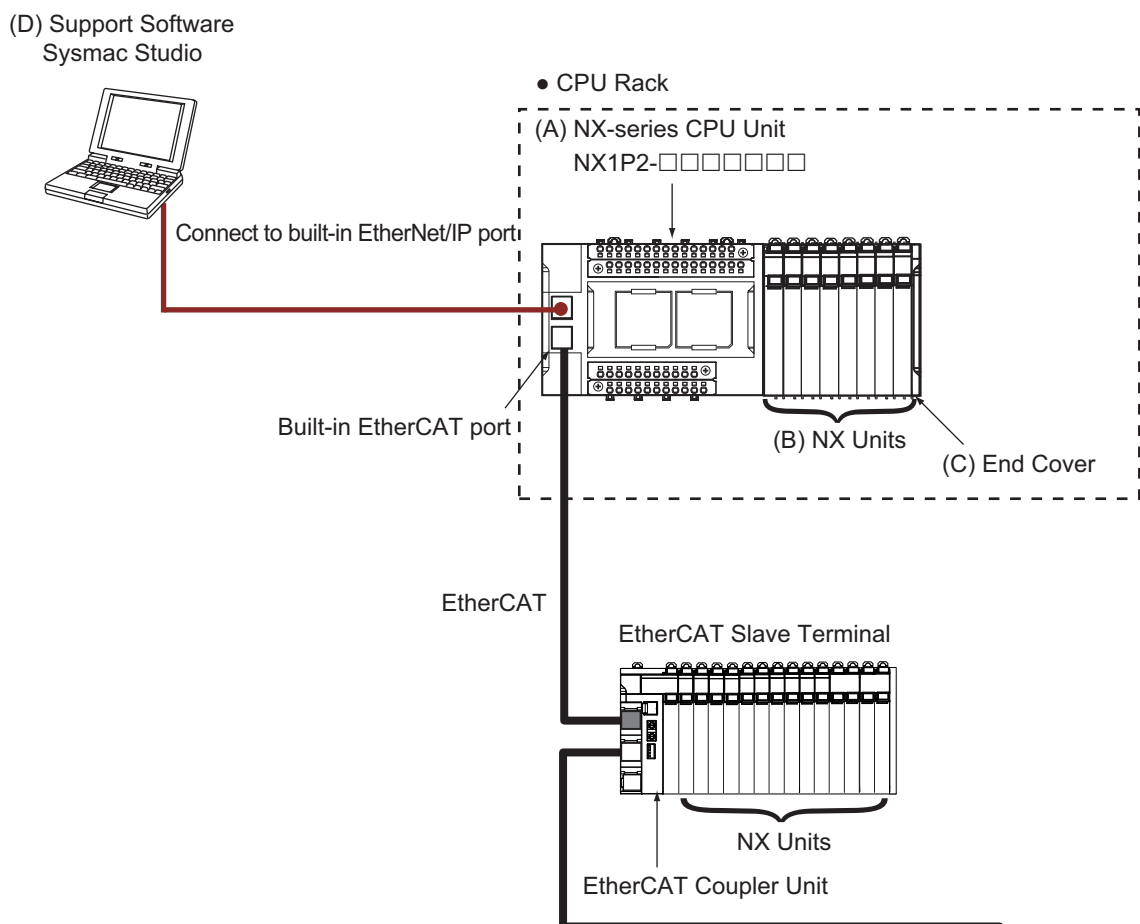 (D) Support Software
Sysmac Studio
● CPU Rack
(A) NX-series CPU Unit
NX1P2-□□□□□□□
Connect to built-in EtherNet/IP port
Built-in EtherCAT port
(B) NX Units
(C) End Cover
EtherCAT
EtherCAT Slave Terminal
NX Units
EtherCAT Coupler Unit